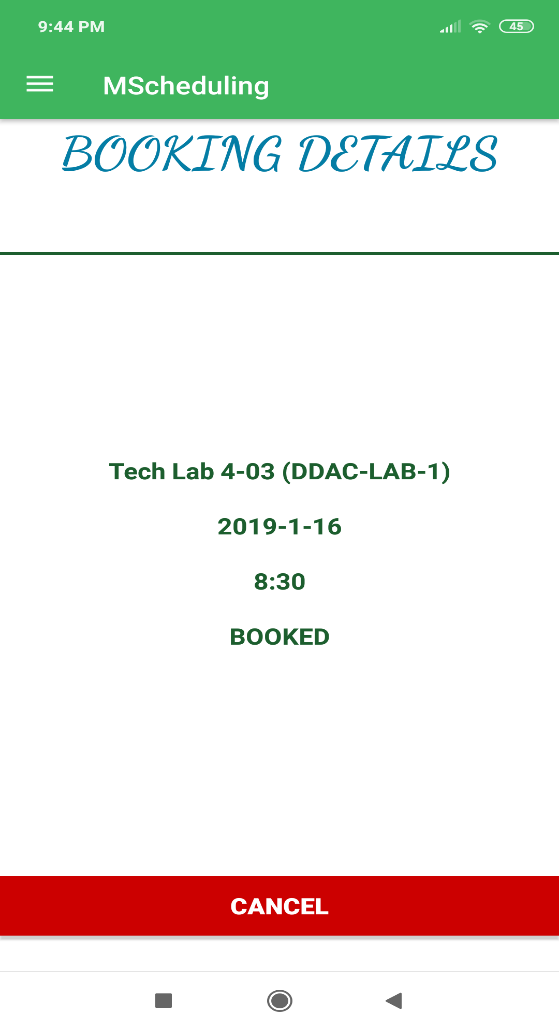 9:44 PM 45
MScheduling
BOOKING DETAILS
Tech Lab 4-03 (DDAC-LAB-1)
2019-1-16
8:30
BOOKED
CANCEL